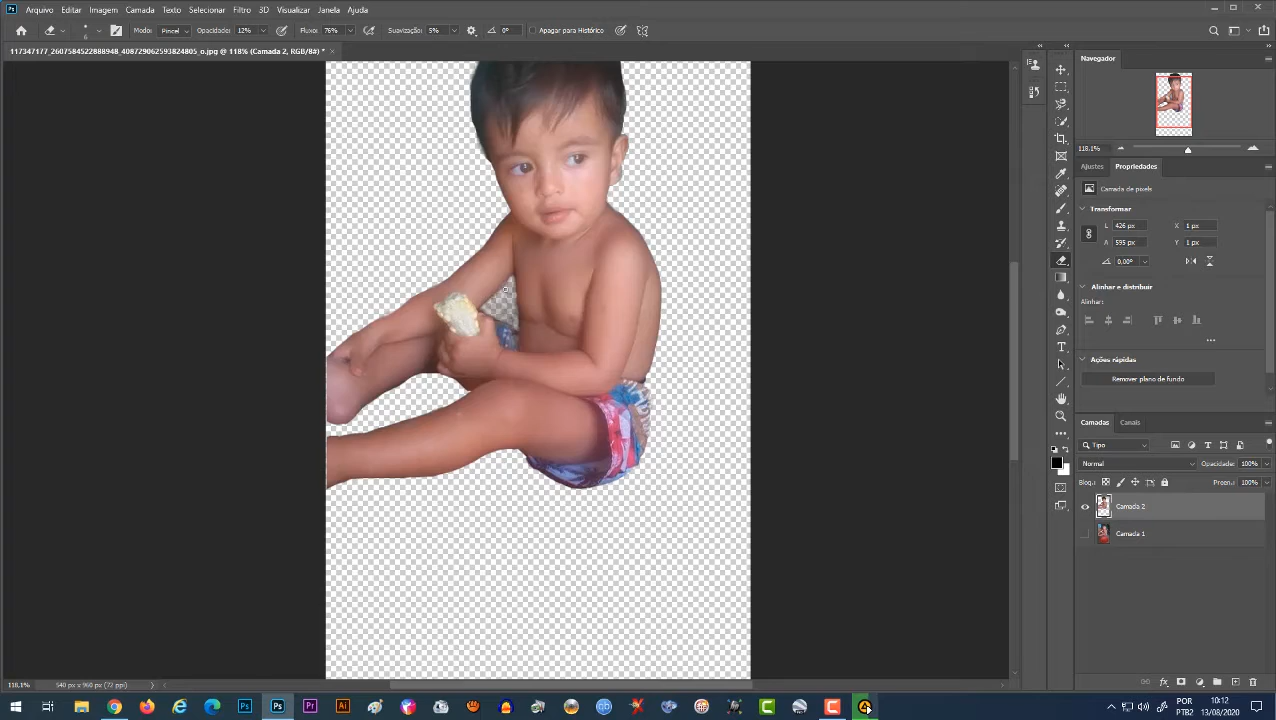 Arquivo Editar Imagem Camada Texto Selecionar Filtro 3D Visualizar Janela Ajuda
Modo: Pincel Opacidade: 12% Fluxo: 76% Suavização: 5% 0° Apagar para Histórico
117347177_2607584522888948_408729062593824805_o.jpg @ 118% (Camada 2, RGB/8#) *
Navegador
118.1%
Ajustes Propriedades
Camada de pixels
Transformar
L 426 px X 1 px
A 595 px Y 1 px
0,00°
Alinhar e distribuir
Alinhar:
Ações rápidas
Remover plano de fundo
Camadas Canais
Tipo
Normal Opacidade: 100%
Bloq.: Preen.: 100%
Camada 2
Camada 1
118,1% 540 px x 960 px (72 ppi)
POR 10:12
PTB2 13/08/2020